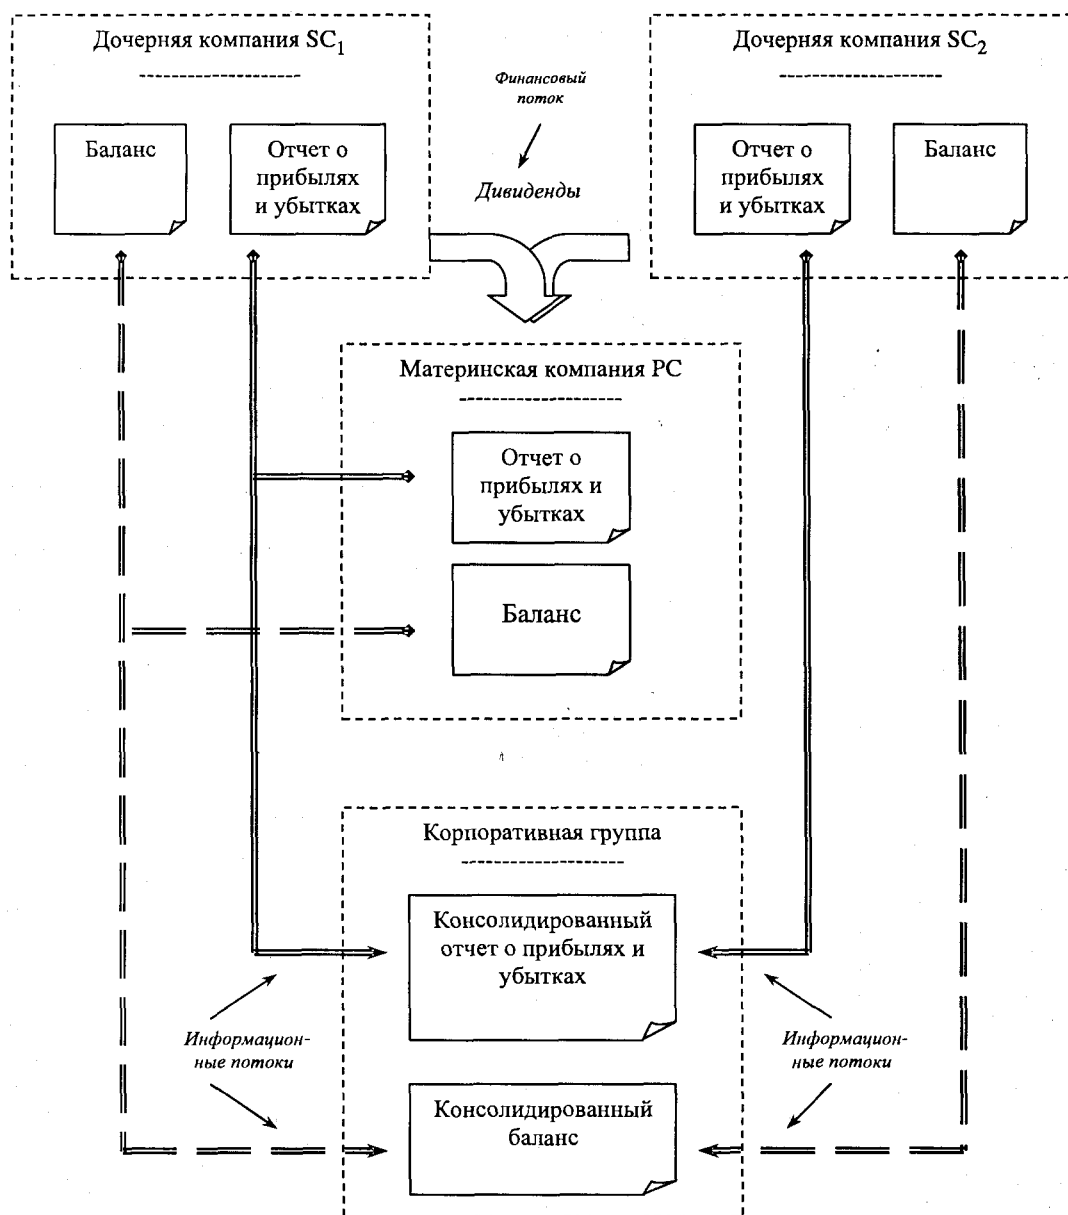 Дочерняя компания SC₁
Баланс
Отчет о
прибылях
и убытках
Финансовый
поток
Дивиденды
Дочерняя компания SC₂
Отчет о
прибылях
и убытках
Баланс
Материнская компания PC
Отчет о
прибылях и
убытках
Баланс
Корпоративная группа
Консолидированный
отчет о прибылях и
убытках
Информацион-
ные потоки
Информацион-
ные потоки
Консолидированный
баланс